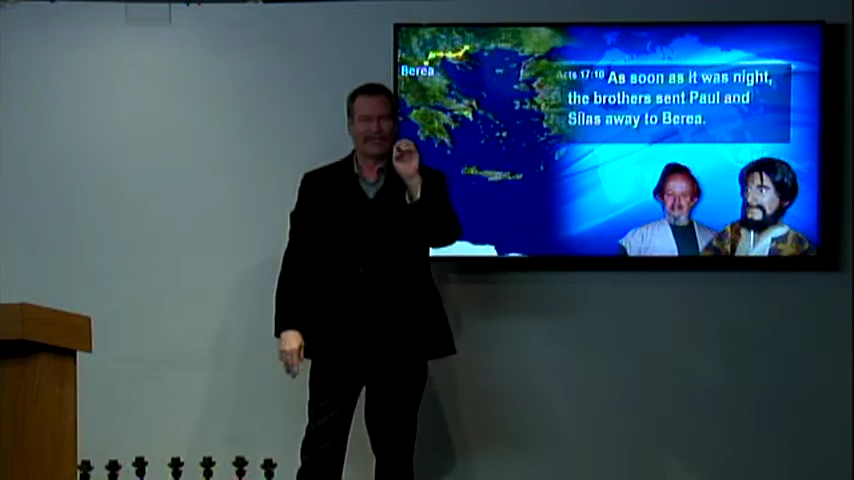 Berea
Acts 17:10 As soon as it was night,
the brothers sent Paul and
Silas away to Berea.